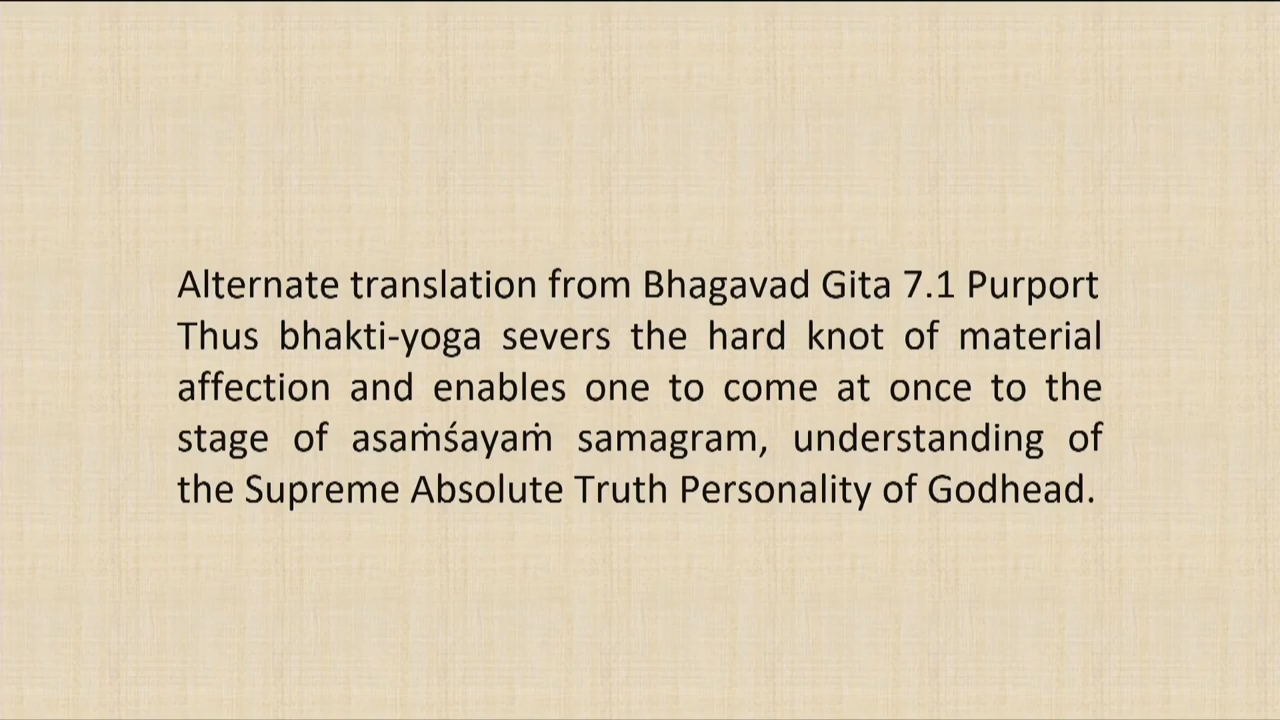 Alternate translation from Bhagavad Gita 7.1 Purport
Thus bhakti-yoga severs the hard knot of material
affection and enables one to come at once to the
stage of asaṁśayaṁ samagram, understanding of
the Supreme Absolute Truth Personality of Godhead.